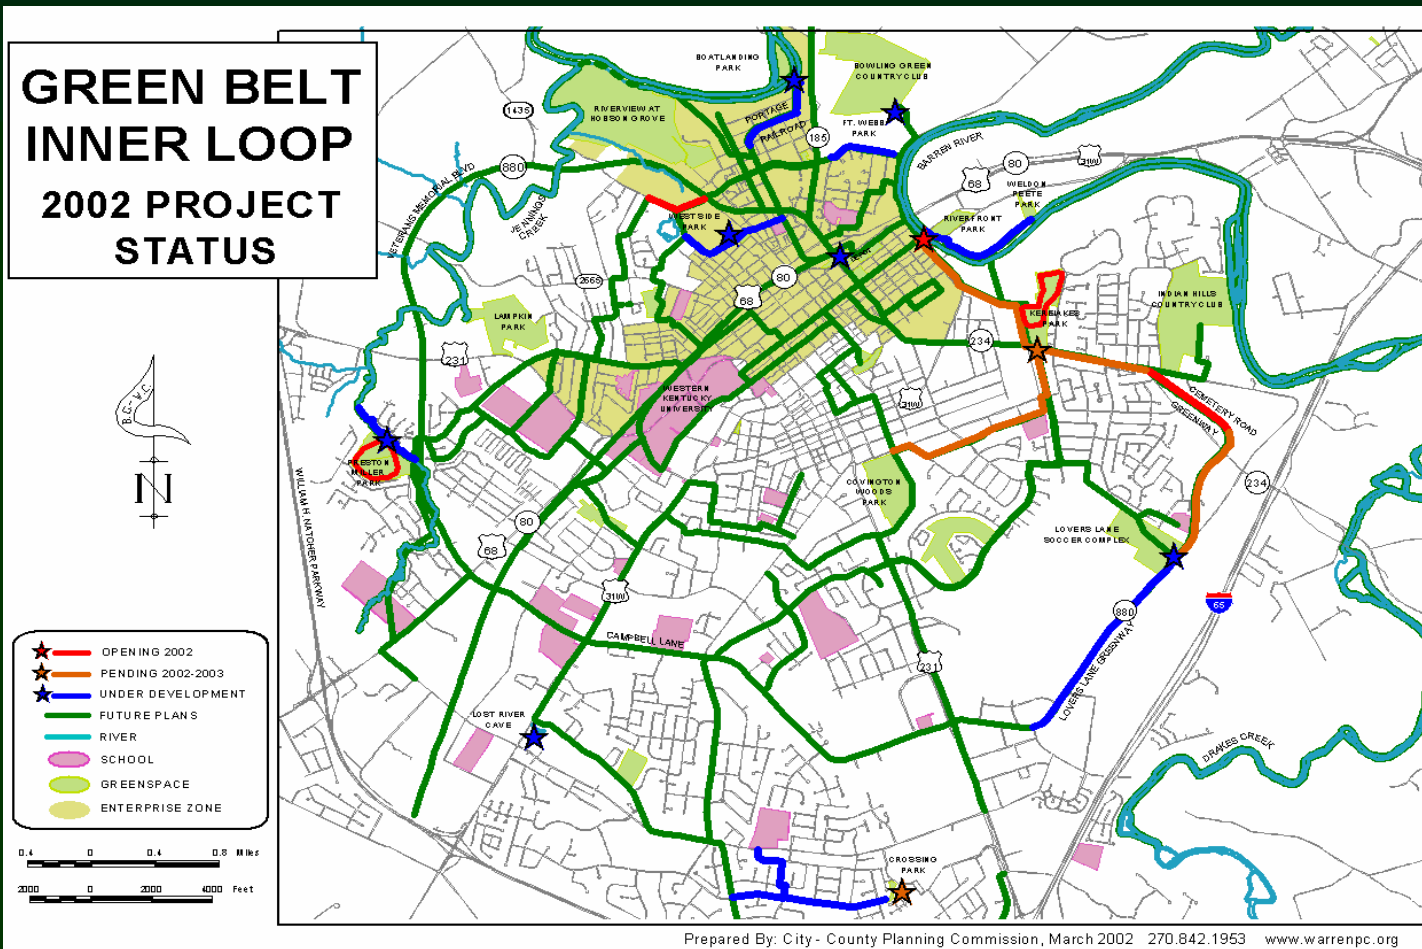 GREEN BELT
INNER LOOP
2002 PROJECT
STATUS
BOATLANDING
PARK
BOWLING GREEN
COUNTRYCLUB
RIVERVIEW AT
HOBSON GROVE
1435
PORTAGE
RAILROAD
185
FT. WEBB
PARK
BARREN RIVER
80
31W
68
WELDON
PEETE
PARK
880
VETERANS MEMORIAL BLVD
JENNINGS
CREEK
WESTSIDE
PARK
RIVERFRONT
PARK
2665
80
68
INDIAN HILLS
COUNTRYCLUB
LAMPKIN
PARK
KEREIAKES
PARK
231
234
WESTERN
KENTUCKY
UNIVERSITY
31W
CEMETERY ROAD
GREENWAY
B.G.-W.C.
N
PRESTON
MILLER
PARK
WILLIAM H. NATCHER PARKWAY
COVINGTON
WOODS
PARK
234
80
68
LOVERS LANE
SOCCER COMPLEX
31W
880
65
CAMPBELL LANE
LOVERS LANE GREENWAY
231
LOST RIVER
CAVE
DRAKES CREEK
CROSSING
PARK
OPENING 2002
PENDING 2002-2003
UNDER DEVELOPMENT
FUTURE PLANS
RIVER
SCHOOL
GREENSPACE
ENTERPRISE ZONE
0.4 0 0.4 0.8 Miles
2000 0 2000 4000 Feet
Prepared By: City - County Planning Commission, March 2002 270.842.1953 www.warrenpc.org